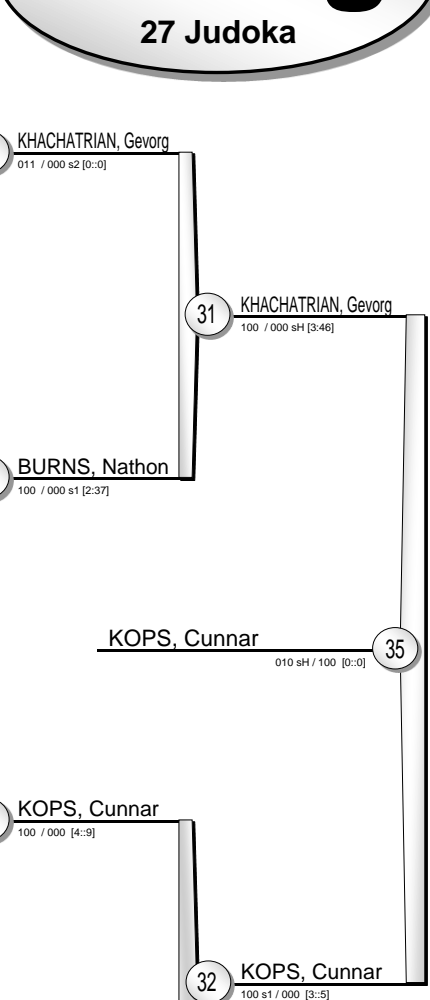 27 Judoka
KHACHATRIAN, Gevorg
011 / 000 s2 [0::0]
31
KHACHATRIAN, Gevorg
100 / 000 sH [3:46]
BURNS, Nathon
100 / 000 s1 [2:37]
KOPS, Cunnar
35
010 sH / 100 [0::0]
KOPS, Cunnar
100 / 000 [4::9]
32
KOPS, Cunnar
100 s1 / 000 [3::5]